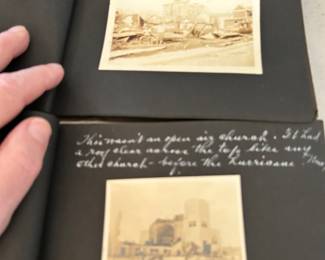 This wasn't an open air church. It had
a roof clear across the top like any
other church - before the hurricane.